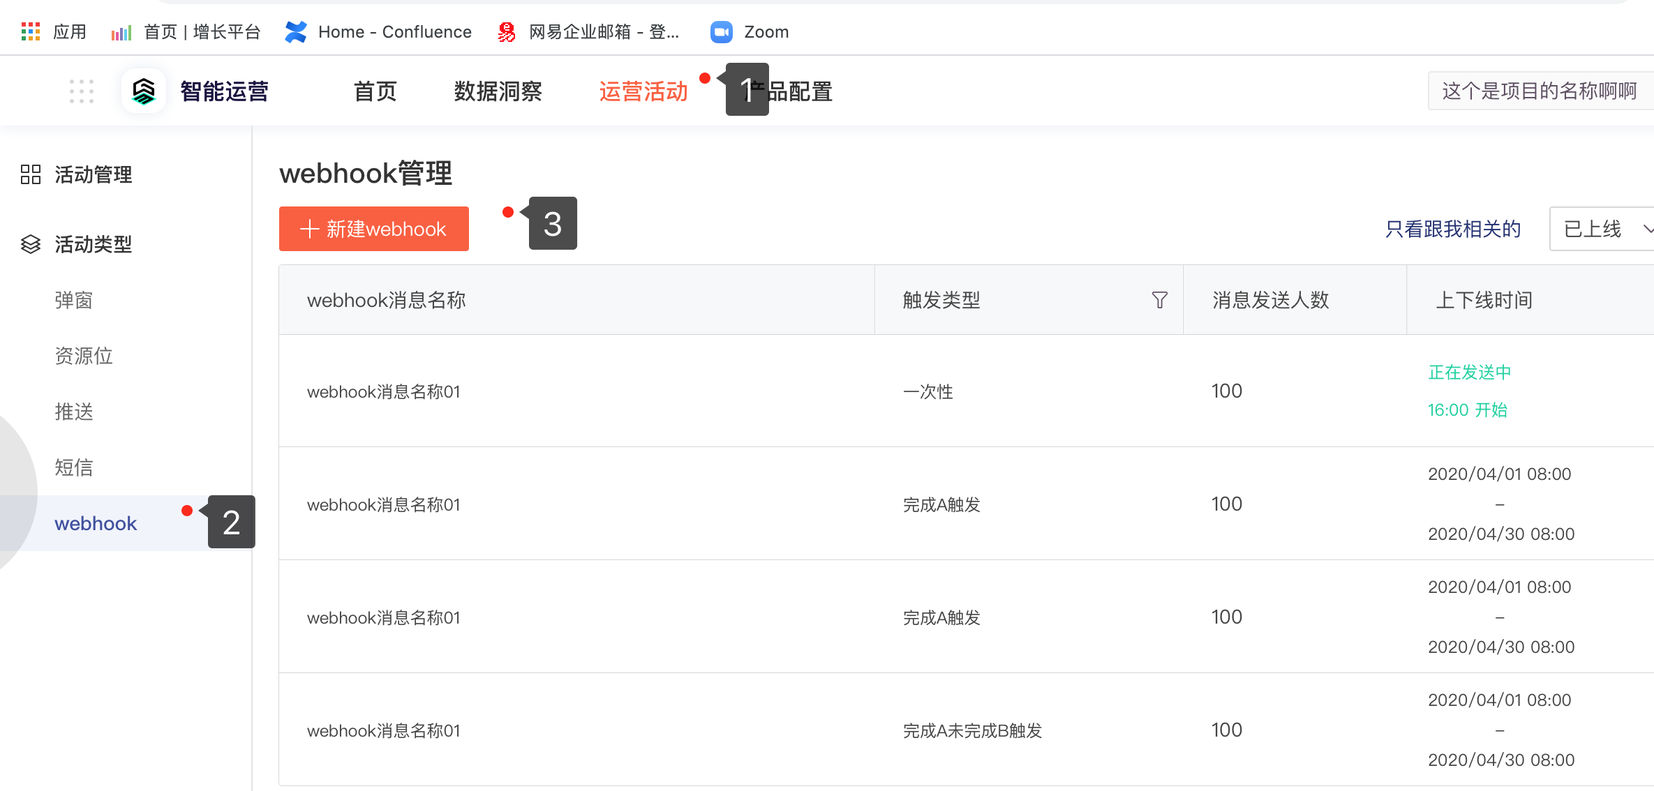 应用 首页 | 增长平台 Home - Confluence 网易企业邮箱 - 登... Zoom
智能运营 首页 数据洞察 运营活动 1 产品配置 这个是项目的名称啊啊
活动管理
活动类型
弹窗
资源位
推送
短信
webhook 2
webhook管理
新建webhook 3 只看跟我相关的 已上线
webhook消息名称 触发类型 消息发送人数 上下线时间
webhook消息名称01 一次性 100 正在发送中
16:00 开始
webhook消息名称01 完成A触发 100 2020/04/01 08:00
–
2020/04/30 08:00
webhook消息名称01 完成A触发 100 2020/04/01 08:00
–
2020/04/30 08:00
webhook消息名称01 完成A未完成B触发 100 2020/04/01 08:00
–
2020/04/30 08:00